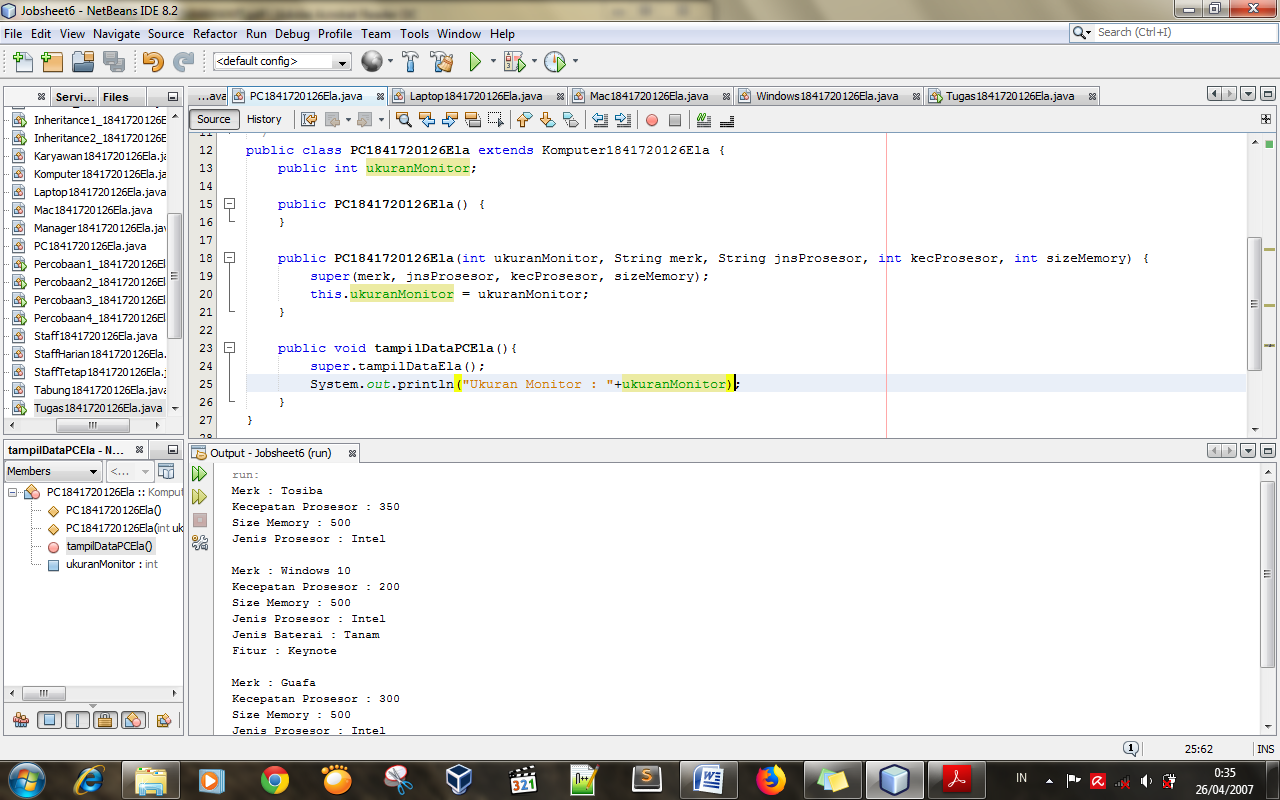 Jobsheet6 - NetBeans IDE 8.2
File Edit View Navigate Source Refactor Run Debug Profile Team Tools Window Help
Search (Ctrl+I)
<default config>
Servi... Files
...ava PC1841720126Ela.java Laptop1841720126Ela.java Mac1841720126Ela.java Windows1841720126Ela.java Tugas1841720126Ela.java
Source History
Inheritance1_1841720126E
Inheritance2_1841720126E
Karyawan1841720126Ela.ja
Komputer1841720126Ela.ja
Laptop1841720126Ela.java
Mac1841720126Ela.java
Manager1841720126Ela.jav
PC1841720126Ela.java
Percobaan1_1841720126El
Percobaan2_1841720126El
Percobaan3_1841720126El
Percobaan4_1841720126El
Staff1841720126Ela.java
StaffHarian1841720126Ela
StaffTetap1841720126Ela.
Tabung1841720126Ela.java
Tugas1841720126Ela.java
11
12 public class PC1841720126Ela extends Komputer1841720126Ela {
13 public int ukuranMonitor;
14
15 public PC1841720126Ela() {
16 }
17
18 public PC1841720126Ela(int ukuranMonitor, String merk, String jnsProsesor, int kecProsesor, int sizeMemory) {
19 super(merk, jnsProsesor, kecProsesor, sizeMemory);
20 this.ukuranMonitor = ukuranMonitor;
21 }
22
23 public void tampilDataPCEla(){
24 super.tampilDataEla();
25 System.out.println("Ukuran Monitor : "+ukuranMonitor);
26 }
27 }
28
tampilDataPCEla - N...
Members <...
PC1841720126Ela :: Komput
PC1841720126Ela()
PC1841720126Ela(int uk
tampilDataPCEla()
ukuranMonitor : int
Output - Jobsheet6 (run)
run:
Merk : Tosiba
Kecepatan Prosesor : 350
Size Memory : 500
Jenis Prosesor : Intel
Merk : Windows 10
Kecepatan Prosesor : 200
Size Memory : 500
Jenis Prosesor : Intel
Jenis Baterai : Tanam
Fitur : Keynote
Merk : Guafa
Kecepatan Prosesor : 300
Size Memory : 500
Jenis Prosesor : Intel
1 25:62 INS
IN 0:35
26/04/2007